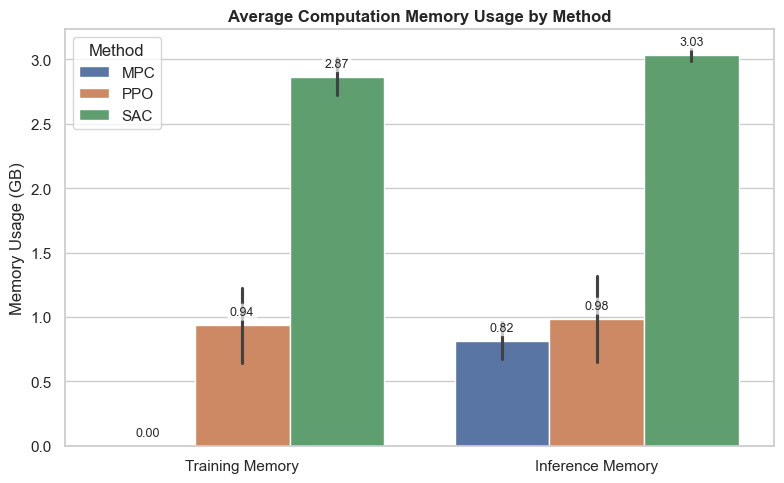 Average Computation Memory Usage by Method
Method
MPC
PPO
SAC
Memory Usage (GB)
3.0
2.5
2.0
1.5
1.0
0.5
0.0
0.00
0.94
2.87
0.82
0.98
3.03
Training Memory
Inference Memory